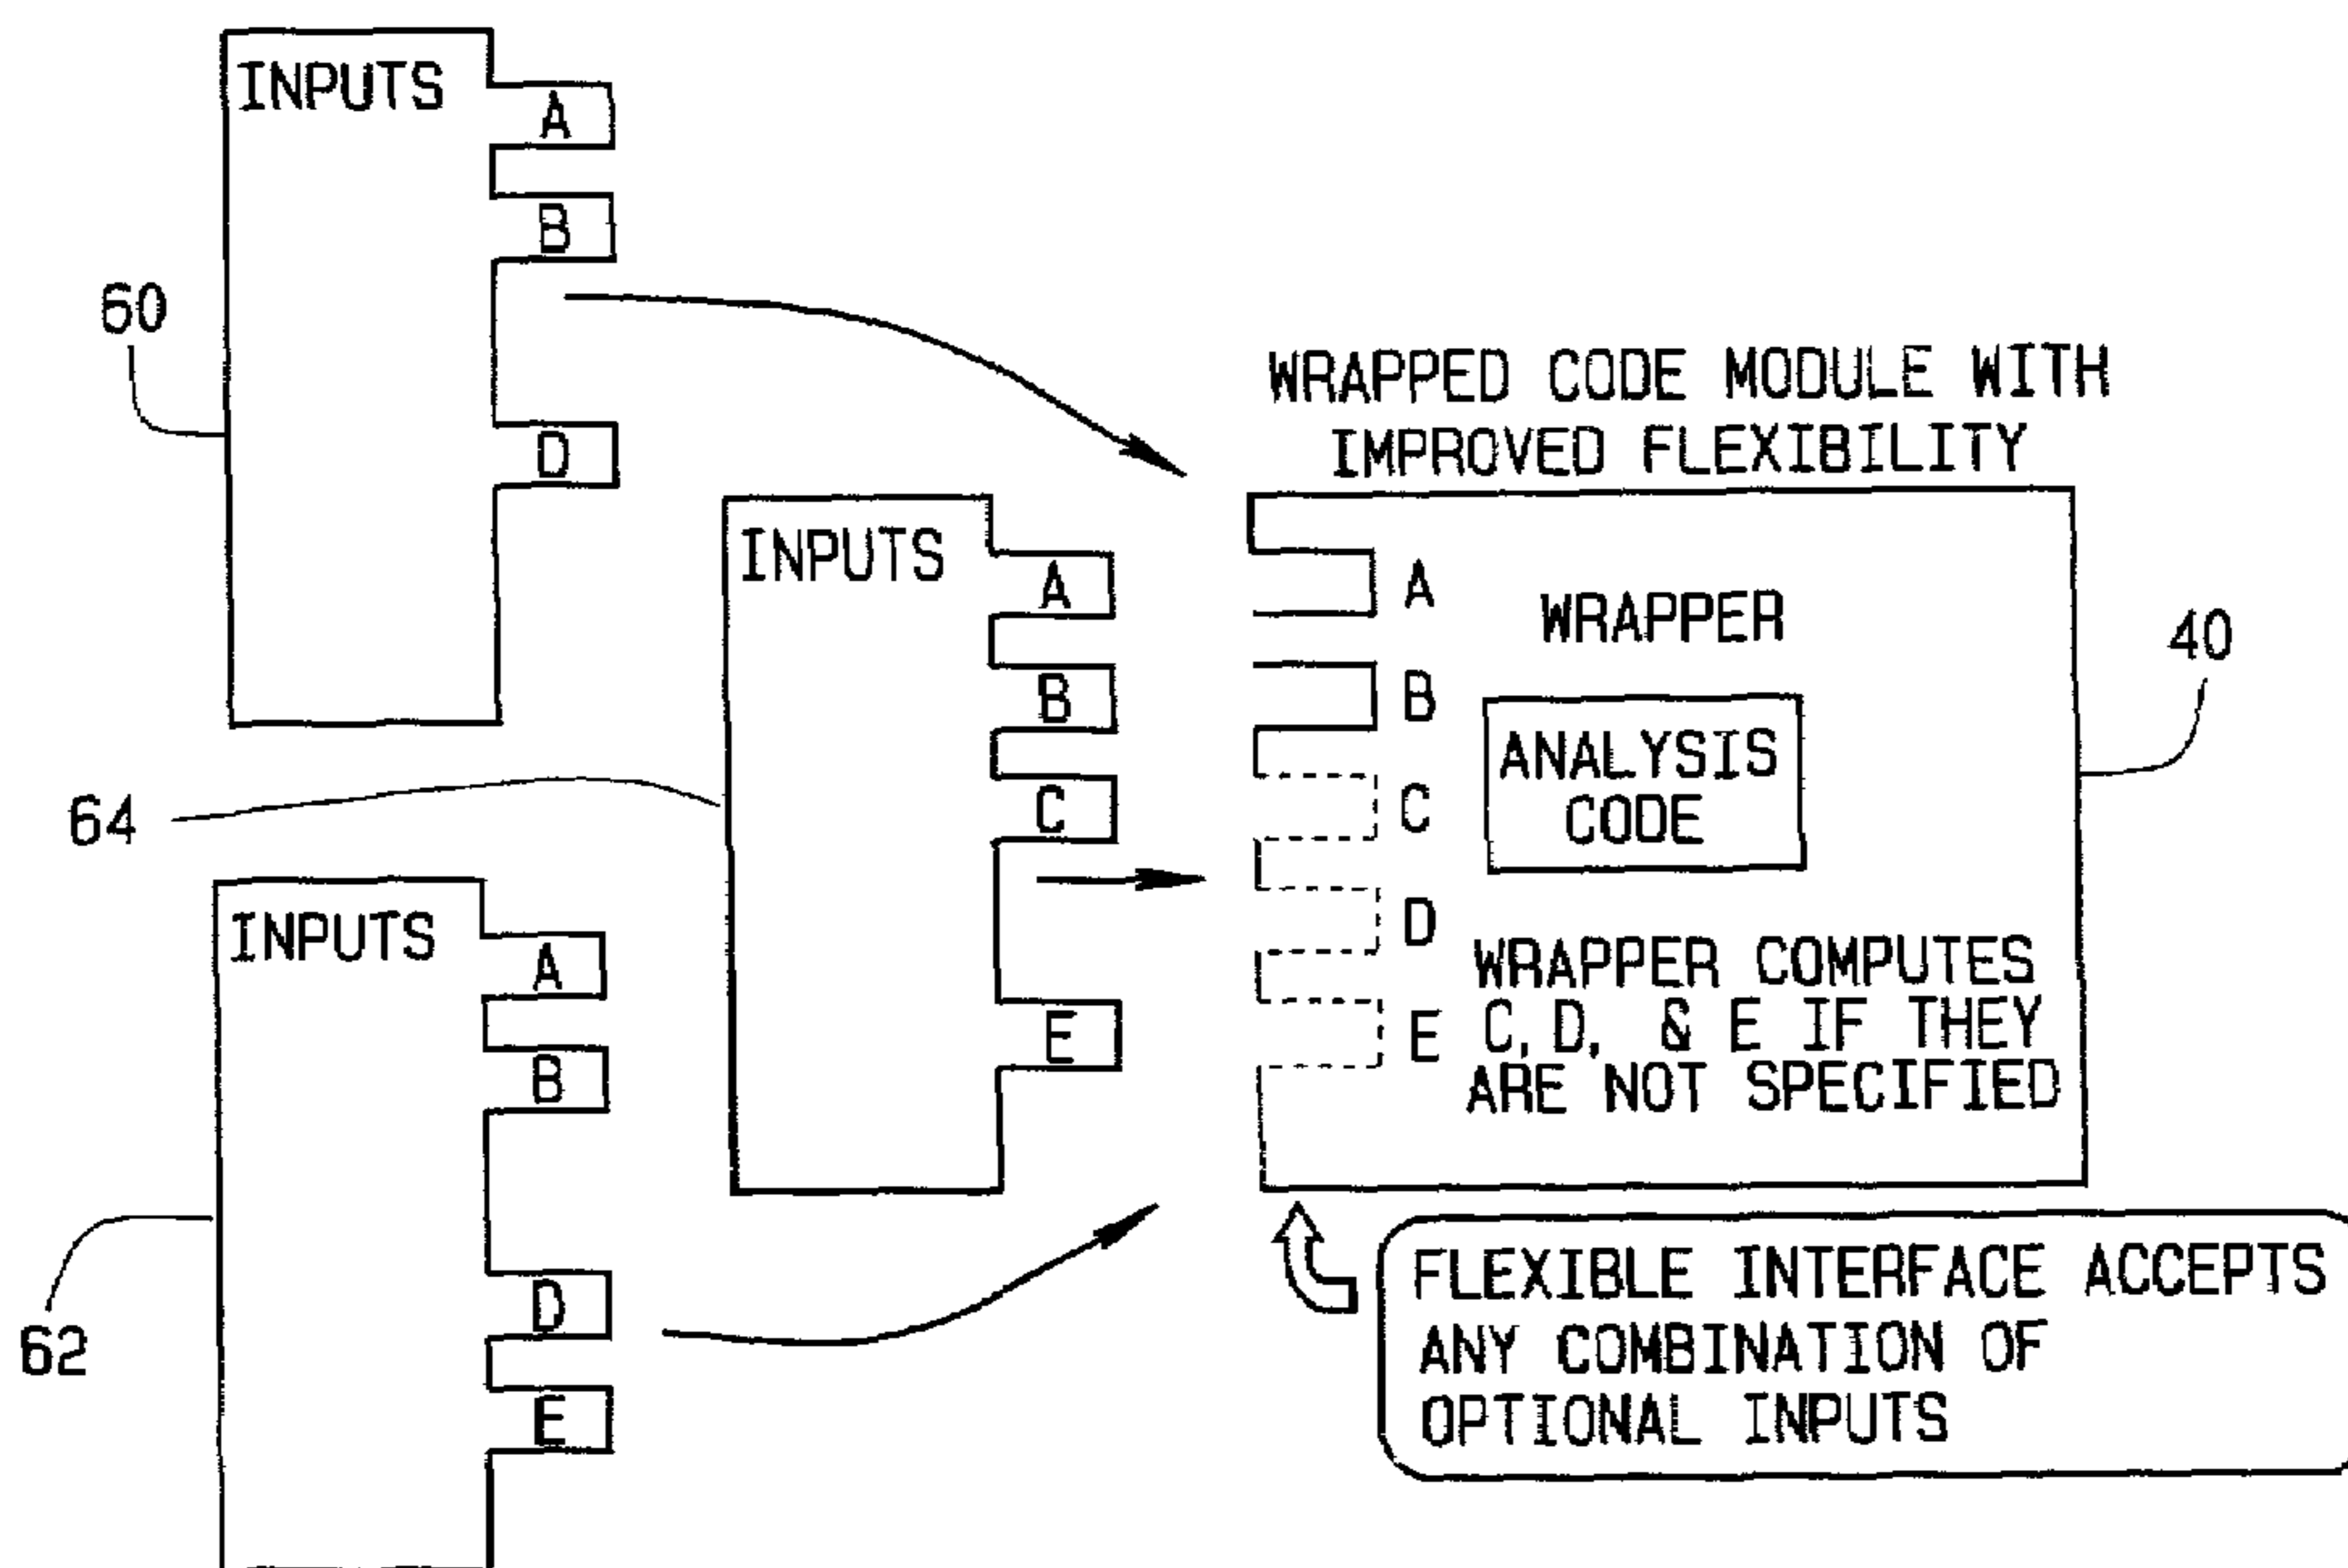 INPUTS
A
B
D
60
INPUTS
A
B
C
E
64
INPUTS
A
B
D
E
62
WRAPPED CODE MODULE WITH
IMPROVED FLEXIBILITY
A
B
C
D
E
WRAPPER
ANALYSIS
CODE
WRAPPER COMPUTES
C, D, & E IF THEY
ARE NOT SPECIFIED
40
FLEXIBLE INTERFACE ACCEPTS
ANY COMBINATION OF
OPTIONAL INPUTS